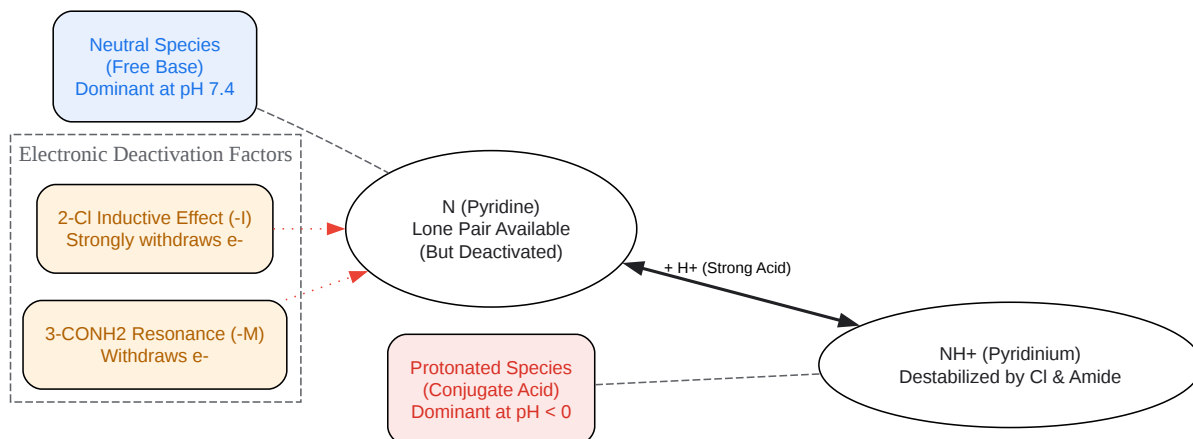 Neutral Species
(Free Base)
Dominant at pH 7.4
Electronic Deactivation Factors
2-Cl Inductive Effect (-I)
Strongly withdraws e-
3-CONH2 Resonance (-M)
Withdraws e-
N (Pyridine)
Lone Pair Available
(But Deactivated)
+ H+ (Strong Acid)
Protonated Species
(Conjugate Acid)
Dominant at pH < 0
NH+ (Pyridinium)
Destabilized by Cl & Amide